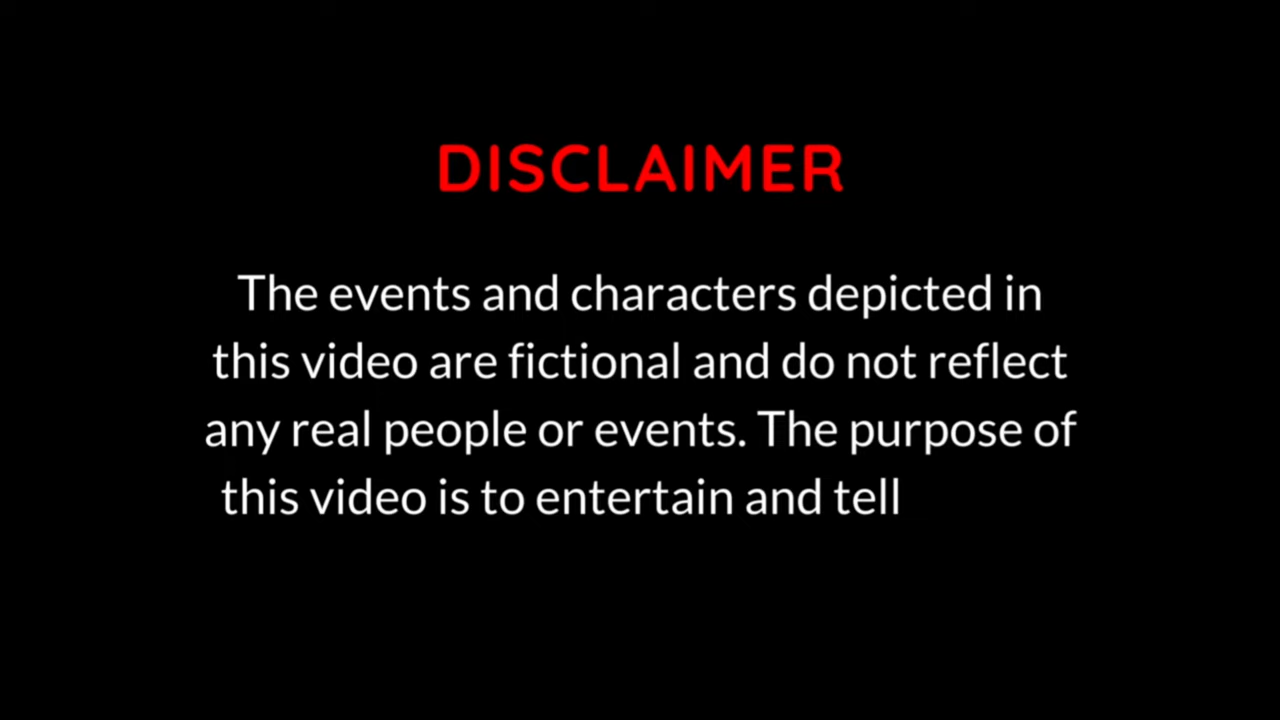 DISCLAIMER
The events and characters depicted in
this video are fictional and do not reflect
any real people or events. The purpose of
this video is to entertain and tell